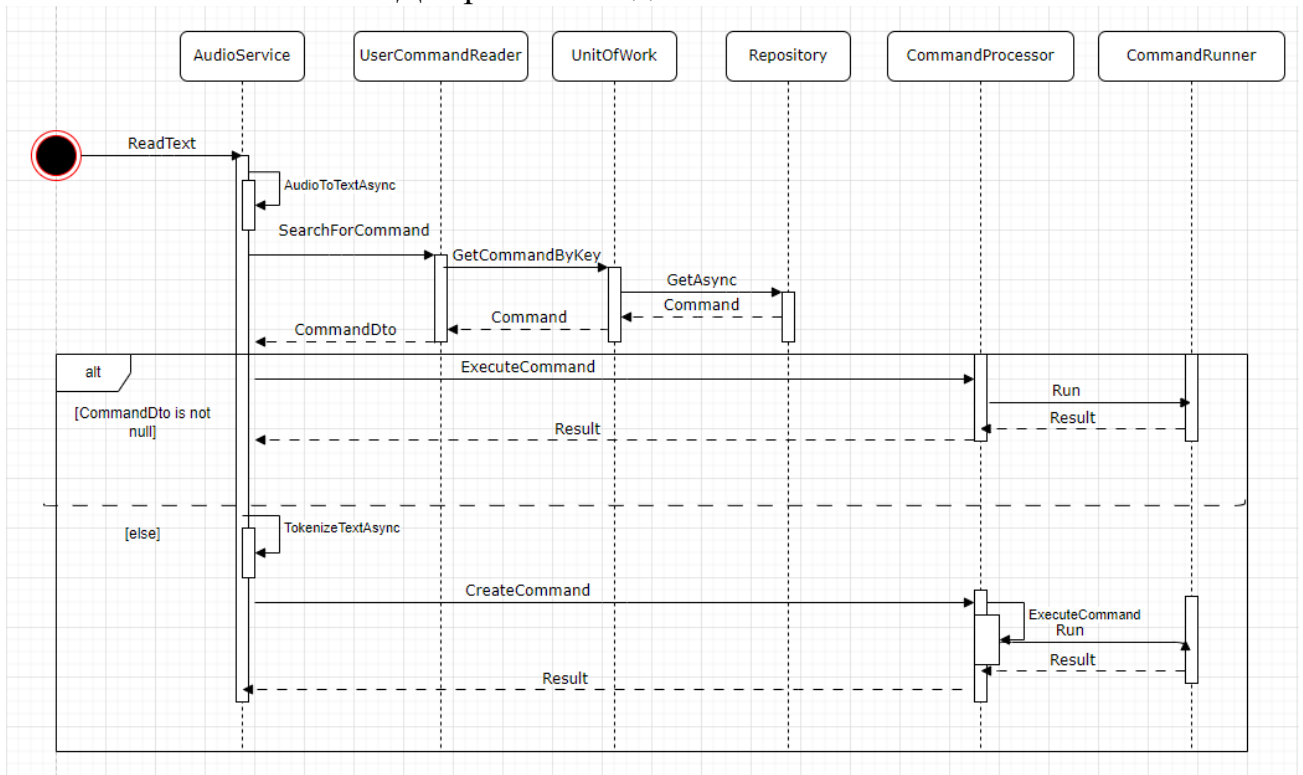 AudioService
UserCommandReader
UnitOfWork
Repository
CommandProcessor
CommandRunner
ReadText
AudioToTextAsync
SearchForCommand
GetCommandByKey
GetAsync
Command
Command
CommandDto
alt
ExecuteCommand
[CommandDto is not
null]
Run
Result
Result
[else]
TokenizeTextAsync
CreateCommand
ExecuteCommand
Run
Result
Result